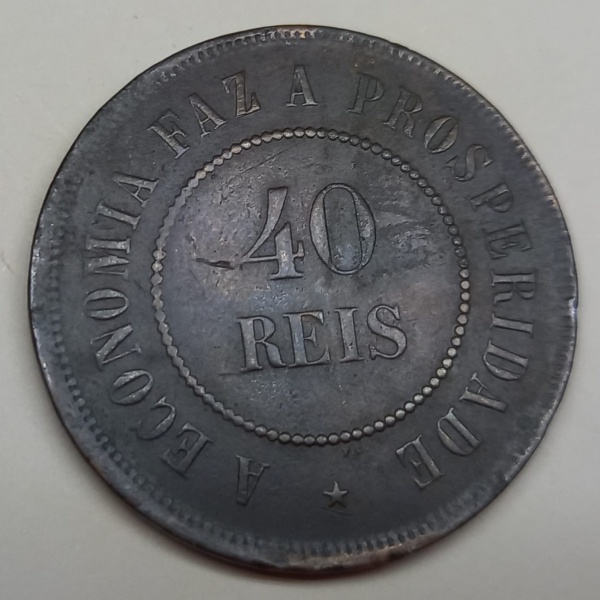 A ECONOMIA FAZ A PROSPERIDADE
40
REIS